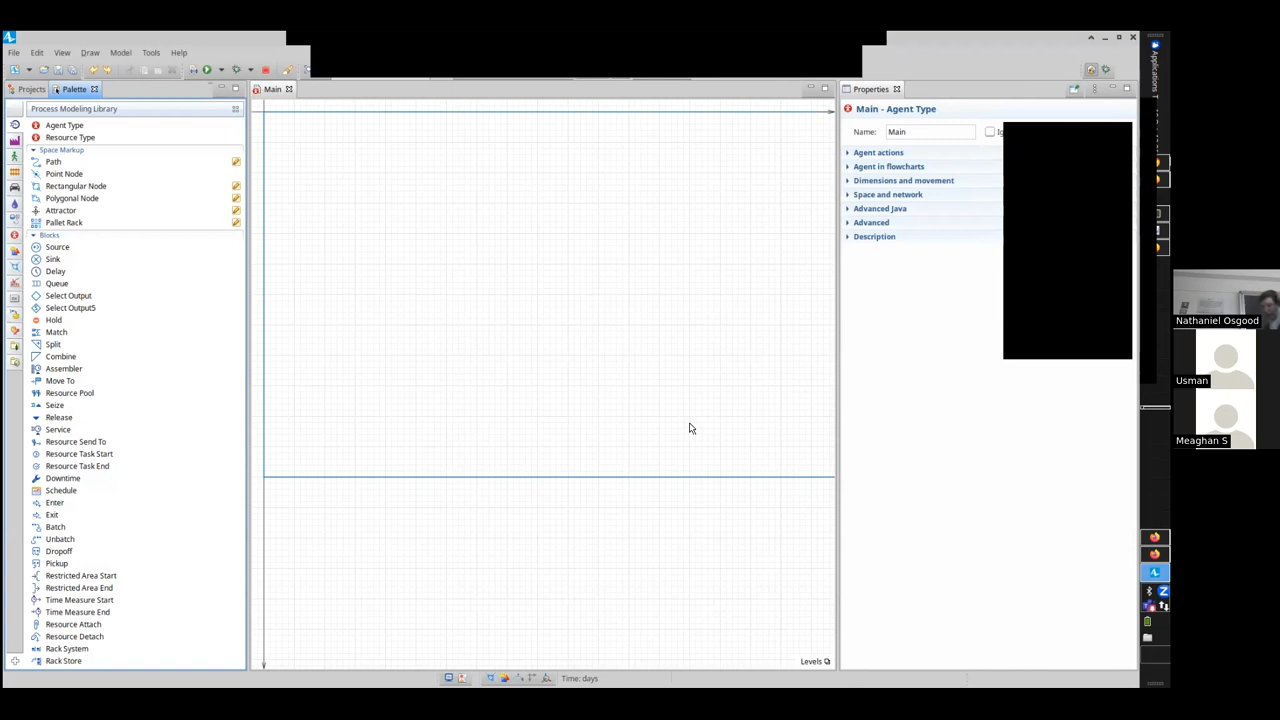 File Edit View Draw Model Tools Help
Projects Palette
Main
Properties
Process Modeling Library
Agent Type
Resource Type
Space Markup
Path
Point Node
Rectangular Node
Polygonal Node
Attractor
Pallet Rack
Blocks
Source
Sink
Delay
Queue
Select Output
Select Output5
Hold
Match
Split
Combine
Assembler
Move To
Resource Pool
Seize
Release
Service
Resource Send To
Resource Task Start
Resource Task End
Downtime
Schedule
Enter
Exit
Batch
Unbatch
Dropoff
Pickup
Restricted Area Start
Restricted Area End
Time Measure Start
Time Measure End
Resource Attach
Resource Detach
Rack System
Rack Store
Levels
Time: days
Main - Agent Type
Name: Main
Agent actions
Agent in flowcharts
Dimensions and movement
Space and network
Advanced Java
Advanced
Description
Nathaniel Osgood
Usman
Meaghan S